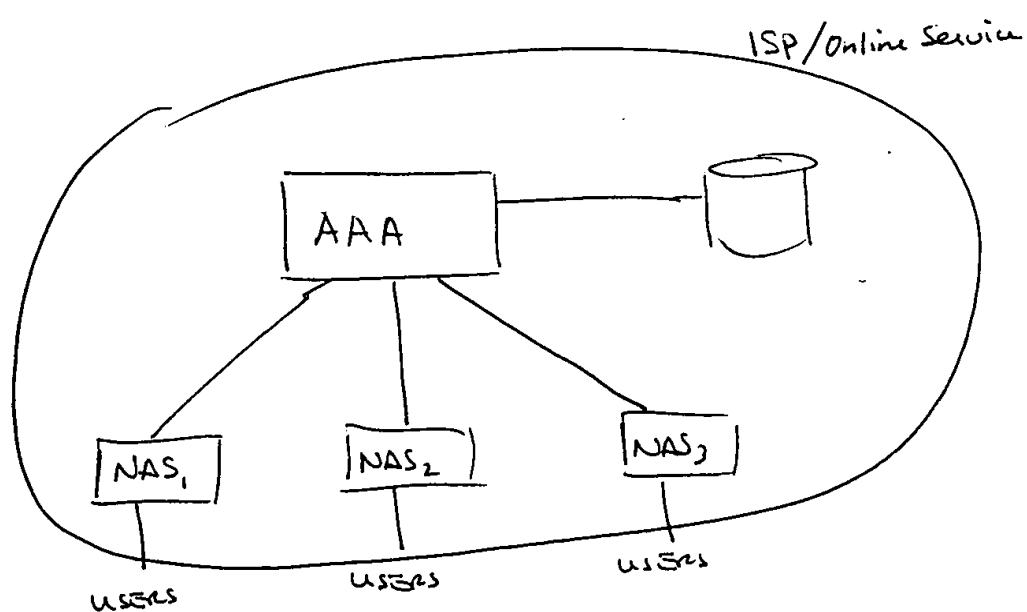 ISP/Online Service
AAA
NAS1
NAS2
NAS3
USERS
USERS
USERS